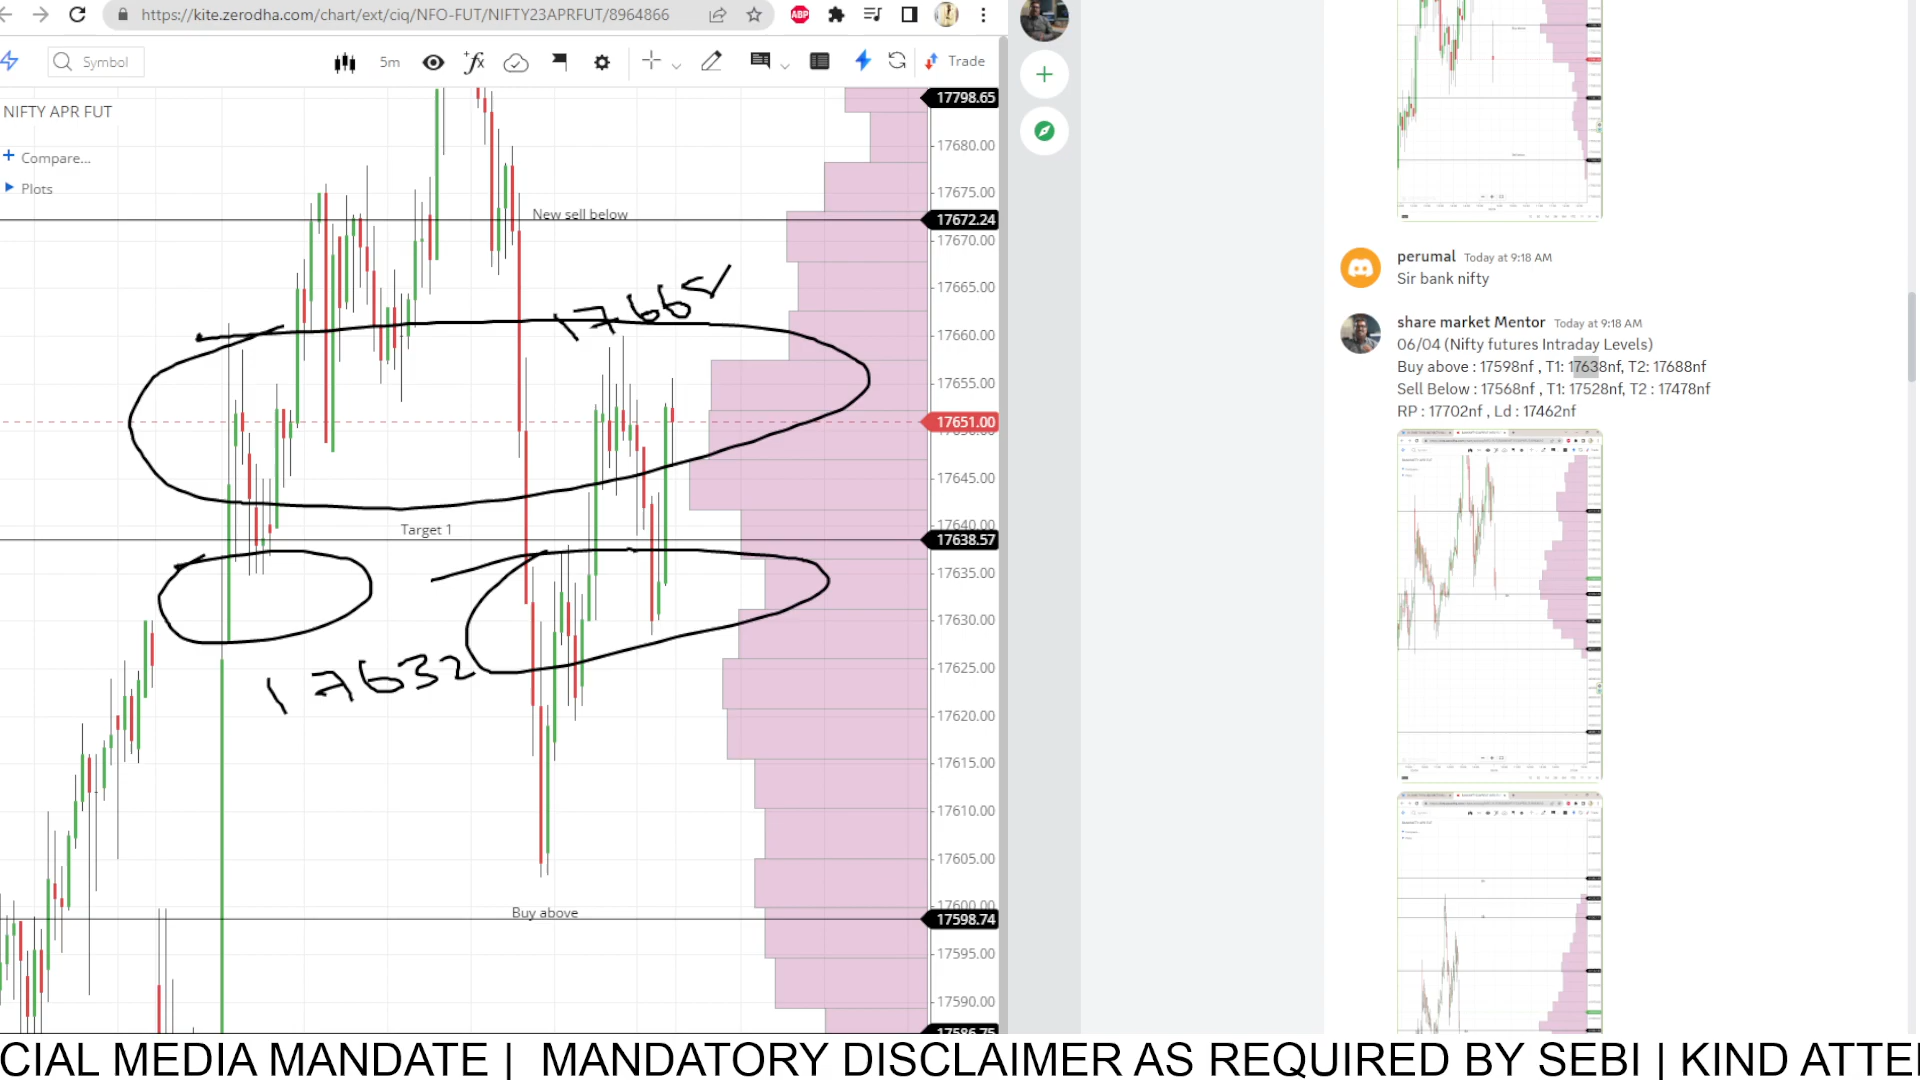 https://kite.zerodha.com/chart/ext/ciq/NFO-FUT/NIFTY23APRFUT/8964866
ABP
Symbol
5m
Trade
NIFTY APR FUT
Compare...
Plots
New sell below
Target 1
Buy above
17632
17798.65
17680.00
17675.00
17672.24
17670.00
17665.00
17660.00
17655.00
17651.00
17645.00
17640.00
17638.57
17635.00
17630.00
17625.00
17620.00
17615.00
17610.00
17605.00
17600.00
17598.74
17595.00
17590.00
17586.75
perumal Today at 9:18 AM
Sir bank nifty
share market Mentor Today at 9:18 AM
06/04 (Nifty futures Intraday Levels)
Buy above : 17598nf , T1: 17638nf, T2: 17688nf
Sell Below : 17568nf , T1: 17528nf, T2 : 17478nf
RP : 17702nf , Ld : 17462nf
CIAL MEDIA MANDATE | MANDATORY DISCLAIMER AS REQUIRED BY SEBI | KIND ATTE